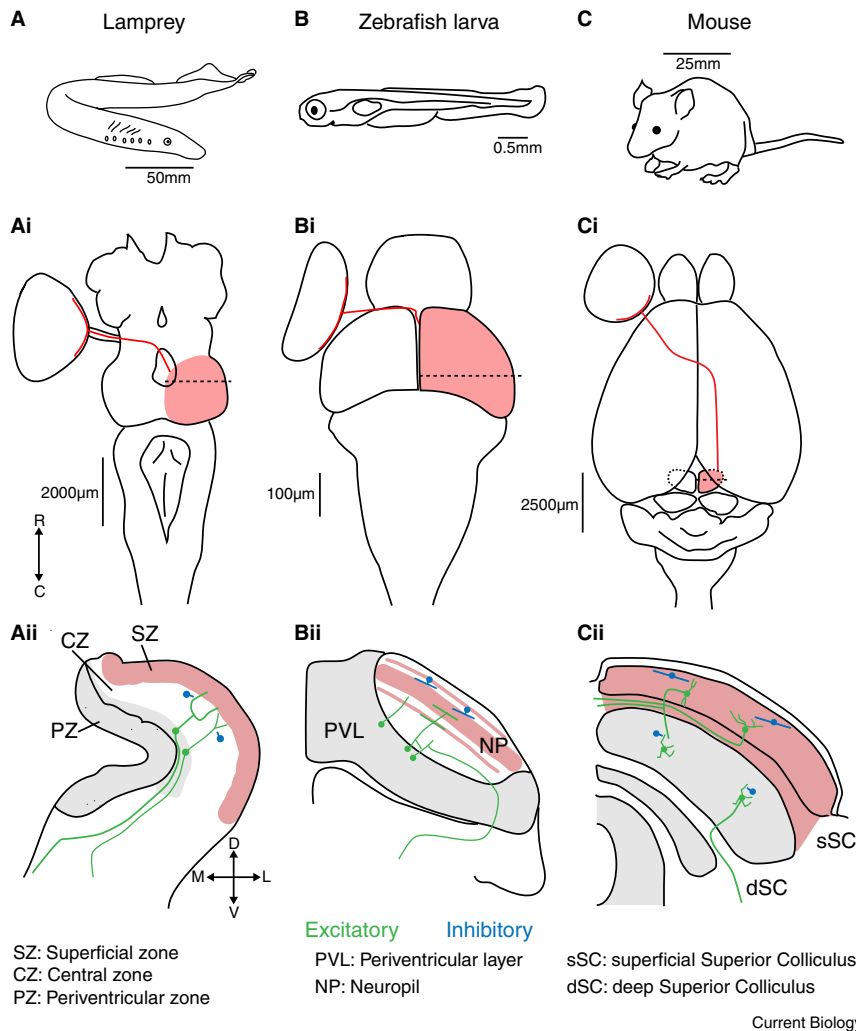 A Lamprey
B Zebrafish larva
C Mouse
25mm
0.5mm
50mm
Ai
Bi
Ci
2000µm
100µm
2500µm
R
C
Aii
Bii
Cii
CZ
SZ
PZ
PVL
NP
sSC
dSC
D
M L
V
Excitatory Inhibitory
SZ: Superficial zone
CZ: Central zone
PZ: Periventricular zone
PVL: Periventricular layer
NP: Neuropil
sSC: superficial Superior Colliculus
dSC: deep Superior Colliculus
Current Biology